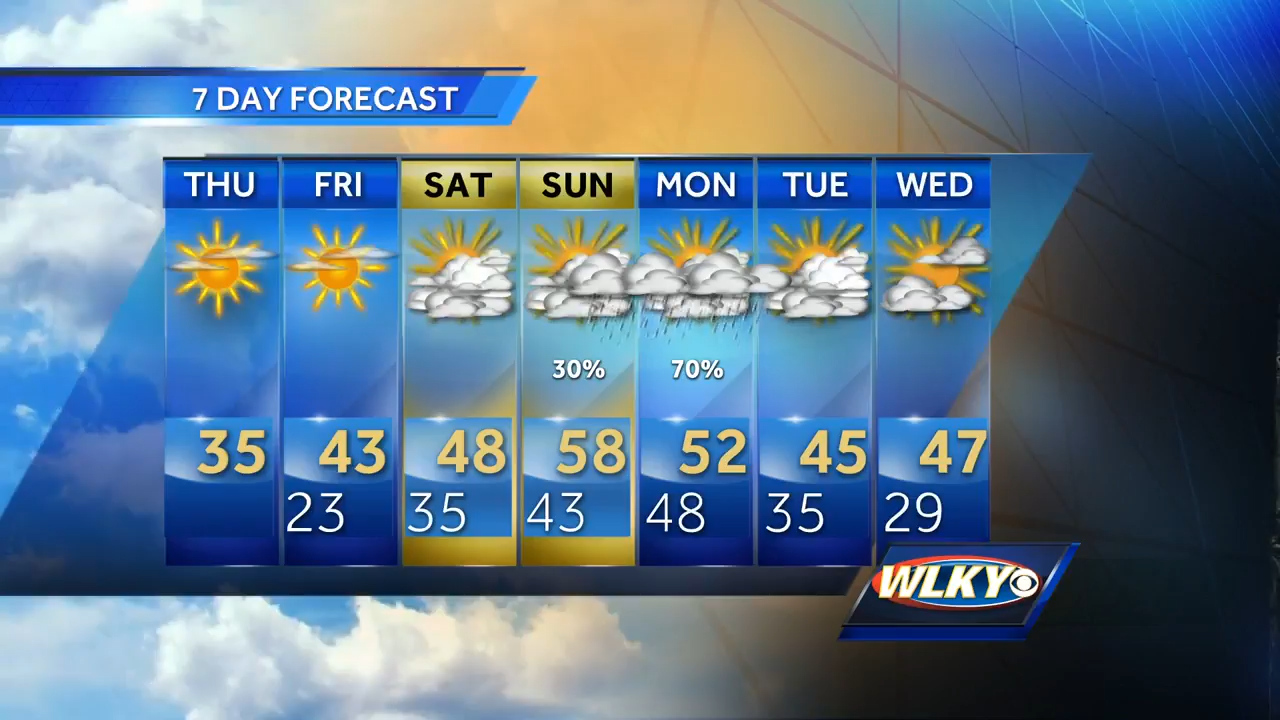 7 DAY FORECAST
THU FRI SAT SUN MON TUE WED
30% 70%
35 43 48 58 52 45 47
23 35 43 48 35 29
WLKY